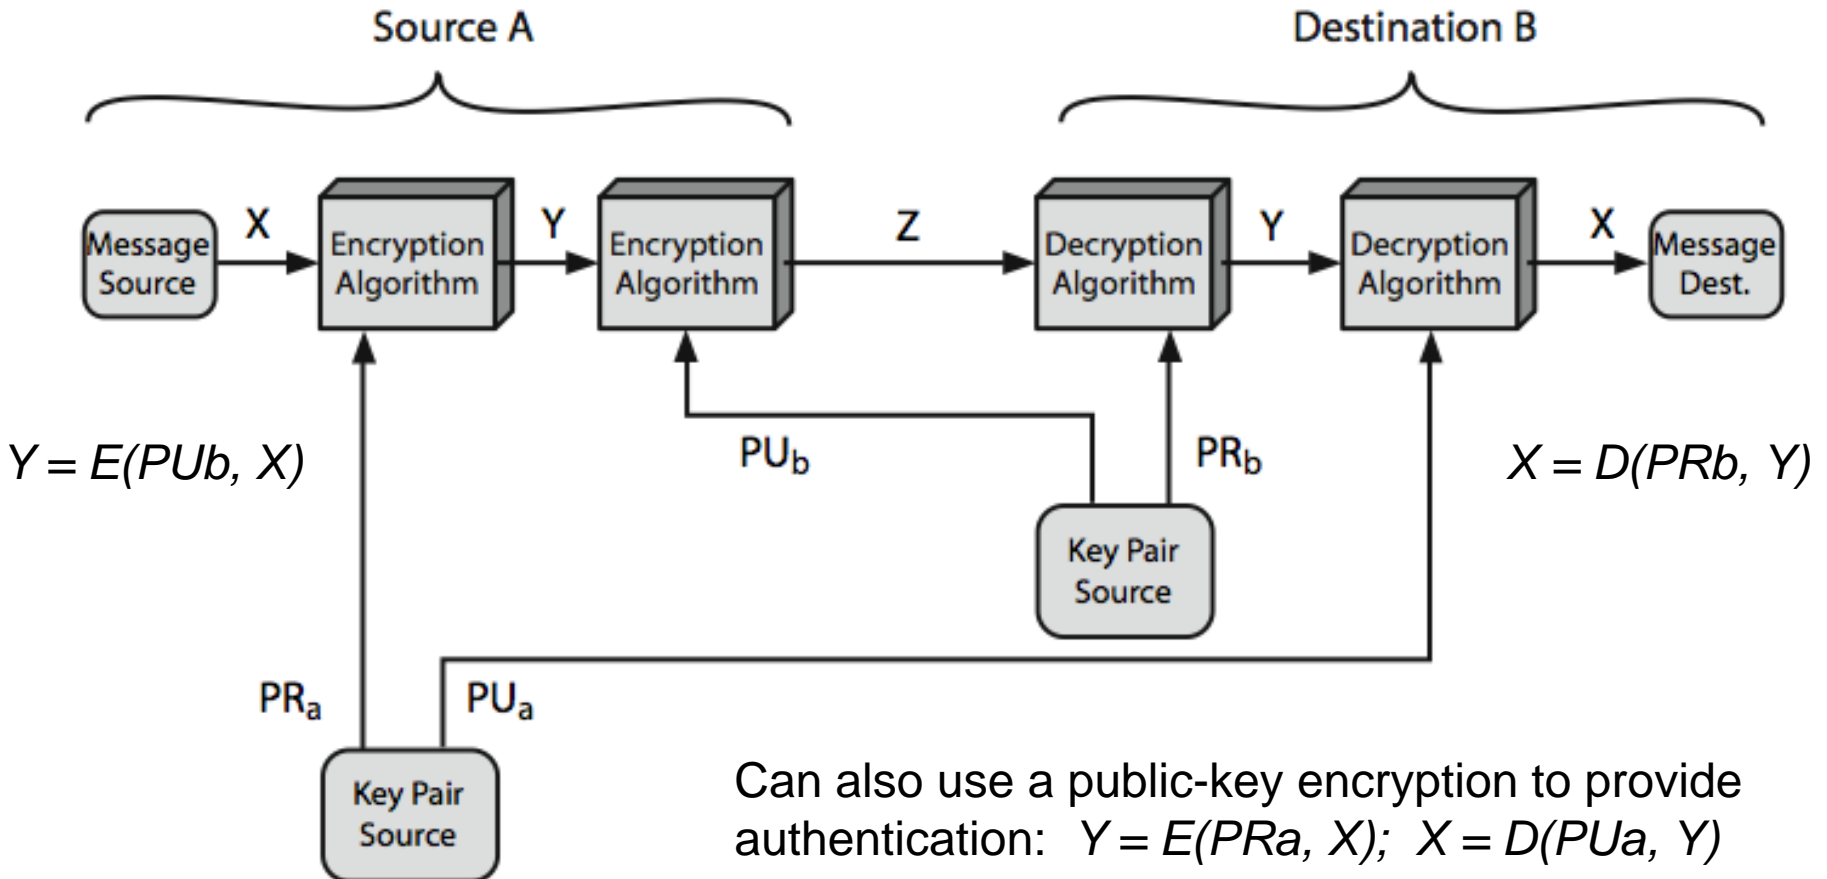 Source A
Destination B
Message
Source
X
Encryption
Algorithm
Y
Encryption
Algorithm
Z
Decryption
Algorithm
Y
Decryption
Algorithm
X
Message
Dest.
Y = E(PUb, X)
PUb
PRb
X = D(PRb, Y)
Key Pair
Source
PRa
PUa
Key Pair
Source
Can also use a public-key encryption to provide
authentication: Y = E(PRa, X); X = D(PUa, Y)